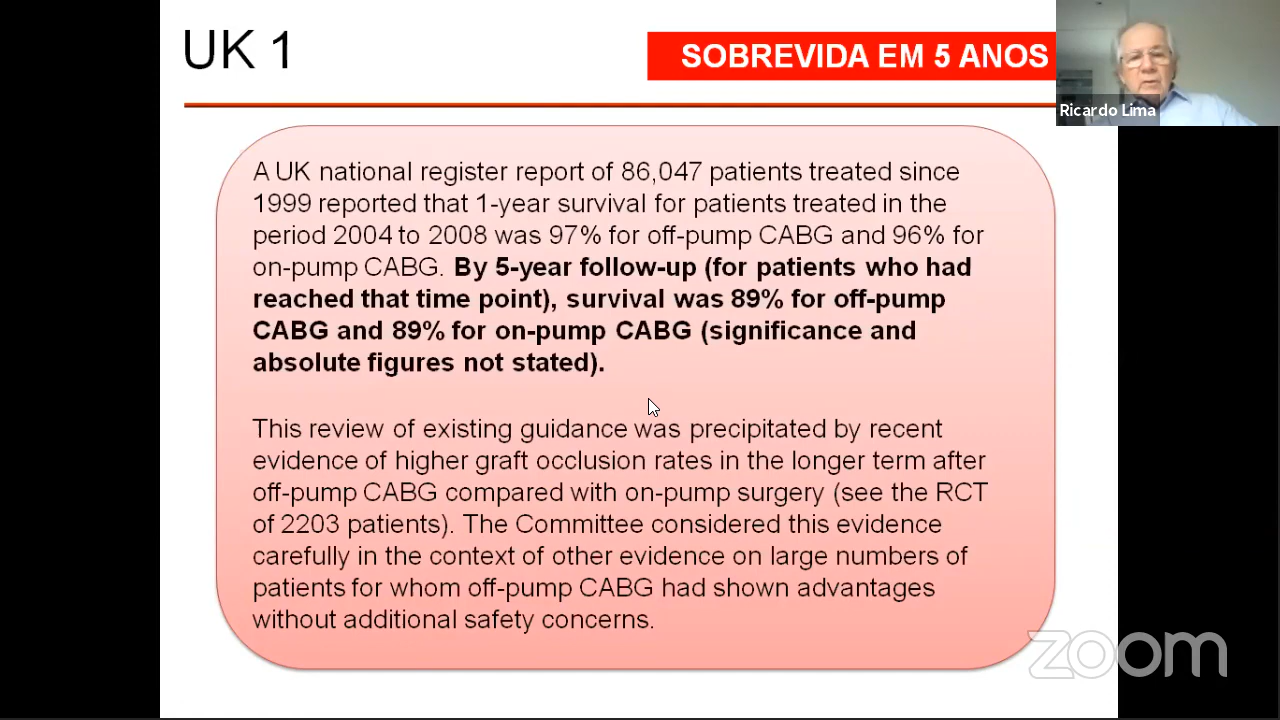 UK 1
SOBREVIDA EM 5 ANOS
Ricardo Lima
A UK national register report of 86,047 patients treated since
1999 reported that 1-year survival for patients treated in the
period 2004 to 2008 was 97% for off-pump CABG and 96% for
on-pump CABG. By 5-year follow-up (for patients who had
reached that time point), survival was 89% for off-pump
CABG and 89% for on-pump CABG (significance and
absolute figures not stated).
This review of existing guidance was precipitated by recent
evidence of higher graft occlusion rates in the longer term after
off-pump CABG compared with on-pump surgery (see the RCT
of 2203 patients). The Committee considered this evidence
carefully in the context of other evidence on large numbers of
patients for whom off-pump CABG had shown advantages
without additional safety concerns.
zoom